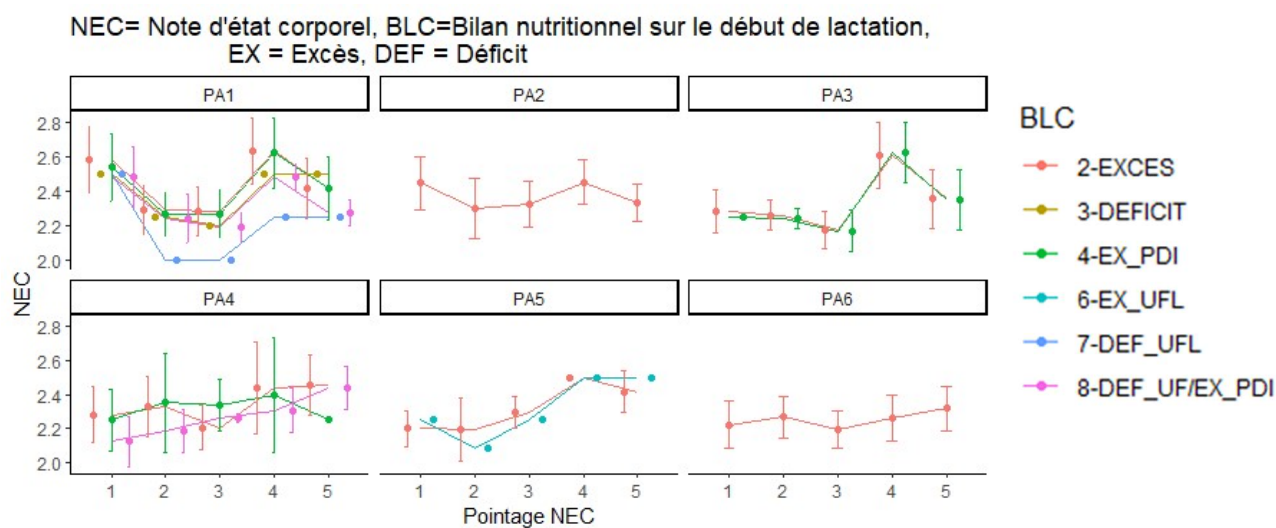 NEC= Note d'état corporel, BLC=Bilan nutritionnel sur le début de lactation,
EX = Excès, DEF = Déficit
PA1
PA2
PA3
2.8
2.6
2.4
2.2
2.0
NEC
PA4
PA5
PA6
2.8
2.6
2.4
2.2
2.0
1 2 3 4 5
1 2 3 4 5
1 2 3 4 5
Pointage NEC
BLC
2-EXCES
3-DEFICIT
4-EX_PDI
6-EX_UFL
7-DEF_UFL
8-DEF_UF/EX_PDI